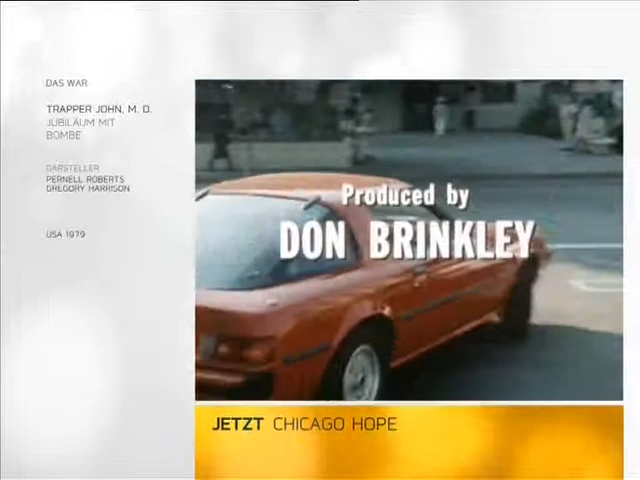 DAS WAR
TRAPPER JOHN, M. D.
JUBILÄUM MIT
BOMBE
DARSTELLER
PERNELL ROBERTS
GREGORY HARRISON
USA 1979
Produced by
DON BRINKLEY
JETZT CHICAGO HOPE